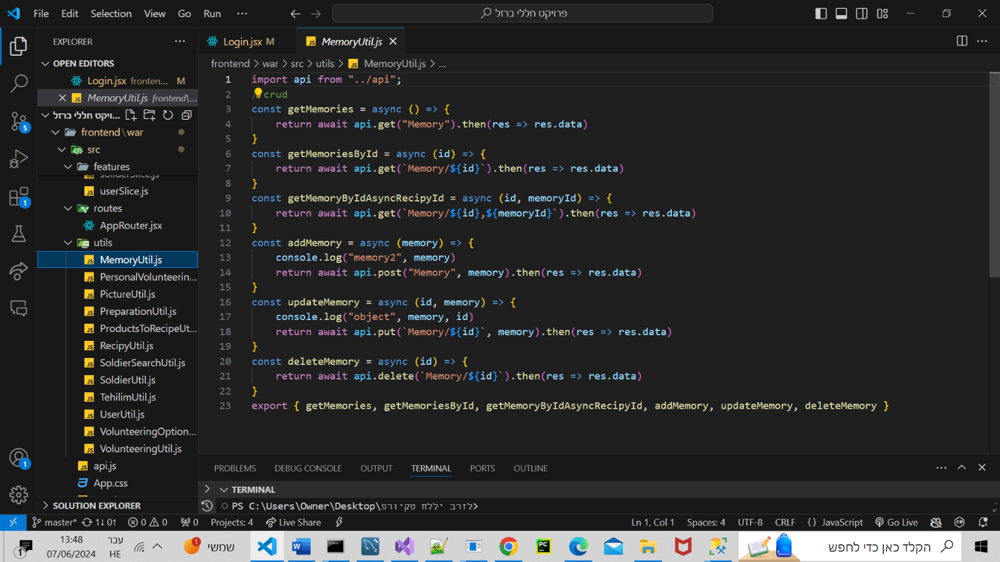 File Edit Selection View Go Run ···
פרויקט חללי ברזל
EXPLORER
OPEN EDITORS
Login.jsx fronten... M
MemoryUtil.js frontend\...
ויקט חללי ברזל...
frontend\war
src
features
soliderSlice.js
userSlice.js
routes
AppRouter.jsx
utils
MemoryUtil.js
PersonalVolunteerin...
PictureUtil.js
PreparationUtil.js
ProductsToRecipeUt...
RecipyUtil.js
SoldierSearchUtil.js
SoldierUtil.js
TehilimUtil.js
UserUtil.js
VolunteeringOption...
VolunteeringUtil.js
api.js
App.css
SOLUTION EXPLORER
5
1
1
Login.jsx M
MemoryUtil.js
frontend > war > src > utils > MemoryUtil.js > ...
1 import api from "../api";
2 /crud
3 const getMemories = async () => {
4 return await api.get("Memory").then(res => res.data)
5 }
6 const getMemoriesById = async (id) => {
7 return await api.get(`Memory/${id}`).then(res => res.data)
8 }
9 const getMemoryByIdAsyncRecipyId = async (id, memoryId) => {
10 return await api.get(`Memory/${id},${memoryId}`).then(res => res.data)
11 }
12 const addMemory = async (memory) => {
13 console.log("memory2", memory)
14 return await api.post("Memory", memory).then(res => res.data)
15 }
16 const updateMemory = async (id, memory) => {
17 console.log("object", memory, id)
18 return await api.put(`Memory/${id}`, memory).then(res => res.data)
19 }
20 const deleteMemory = async (id) => {
21 return await api.delete(`Memory/${id}`).then(res => res.data)
22 }
23 export { getMemories, getMemoriesById, getMemoryByIdAsyncRecipyId, addMemory, updateMemory, deleteMemory }
PROBLEMS DEBUG CONSOLE OUTPUT TERMINAL PORTS OUTLINE
TERMINAL
PS C:\Users\Owner\Desktop\פרויקט חללי ברזל>
master* 1↓ 0↑ 0 0 0 Projects: 4 Live Share Ln 1, Col 1 Spaces: 4 UTF-8 CRLF {} JavaScript Go Live
1 13:48 07/06/2024 עבר HE 1 שמשי W PC הקלד כאן כדי לחפש